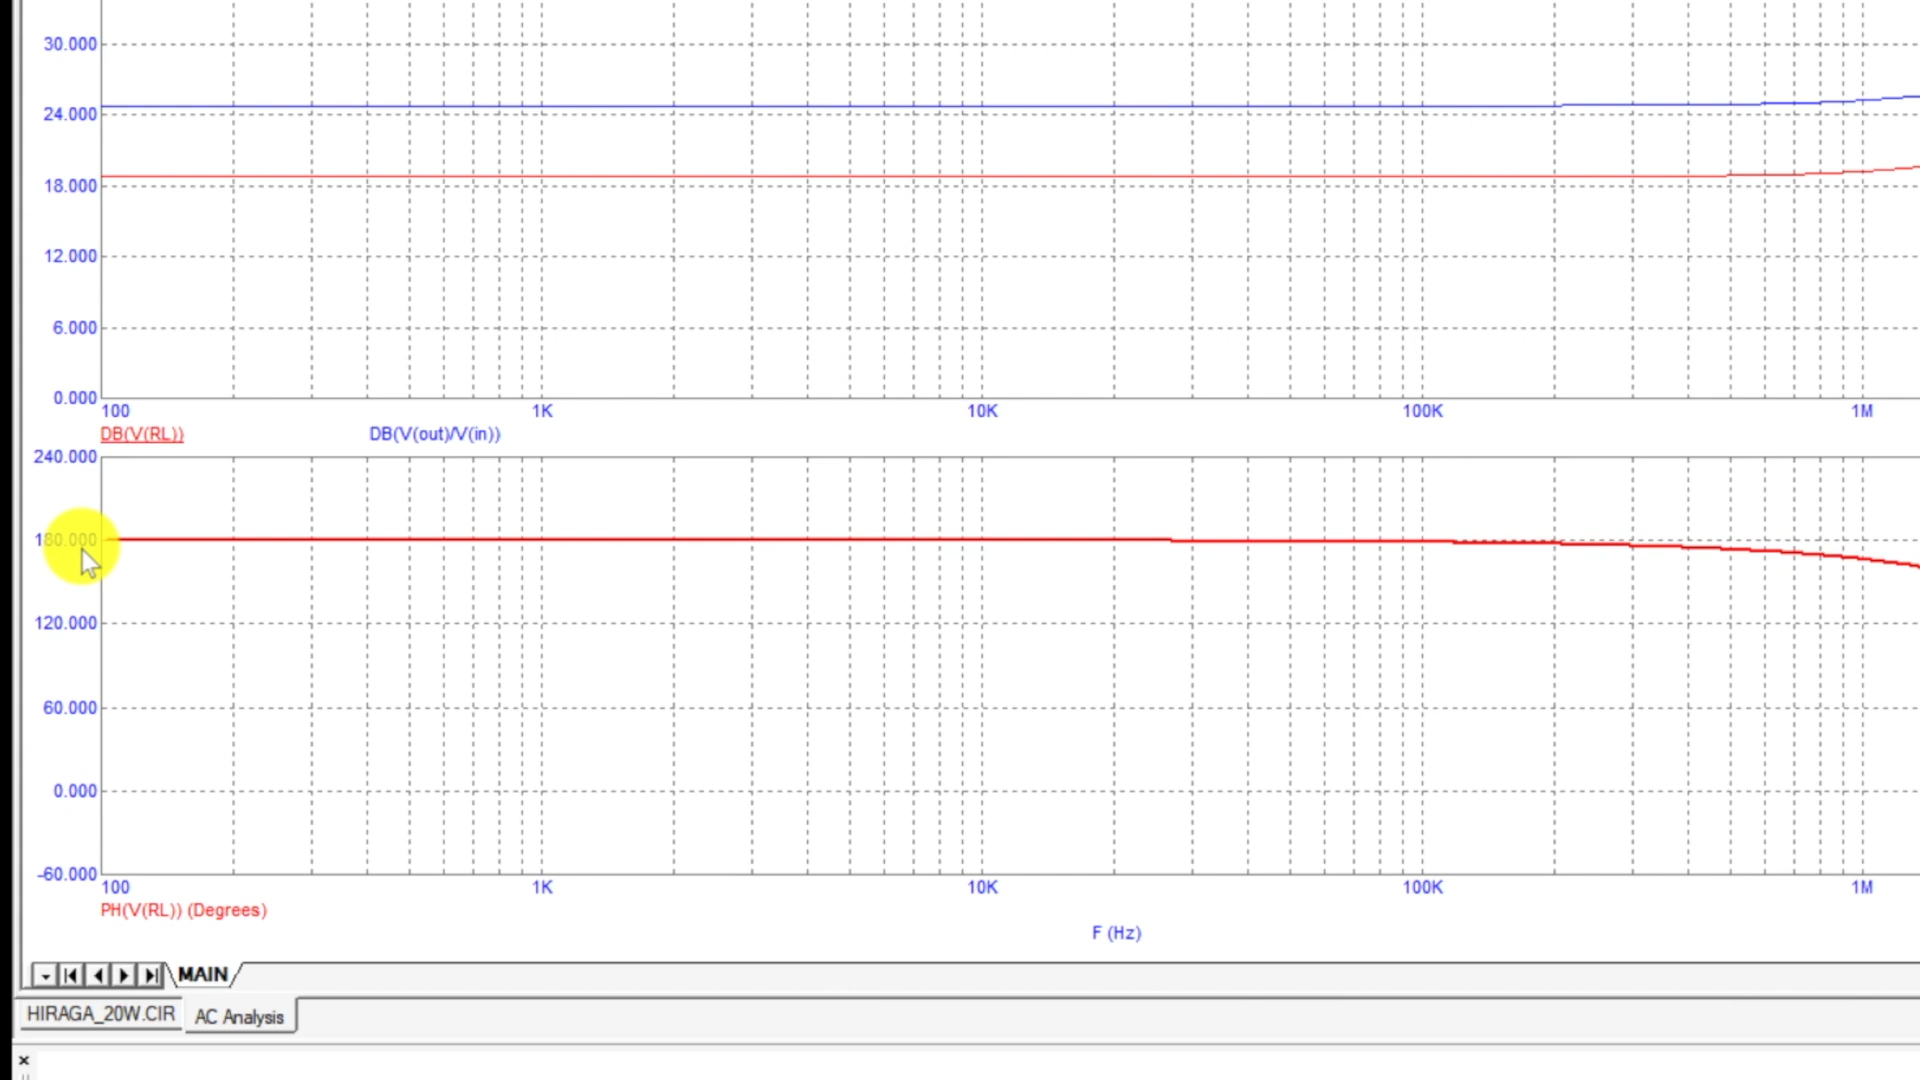 30.000
24.000
18.000
12.000
6.000
0.000
100 1K 10K 100K 1M
DB(V(RL)) DB(V(out)/V(in))
240.000
180.000
120.000
60.000
0.000
-60.000
100 1K 10K 100K 1M
PH(V(RL)) (Degrees)
F (Hz)
MAIN
HIRAGA_20W.CIR AC Analysis